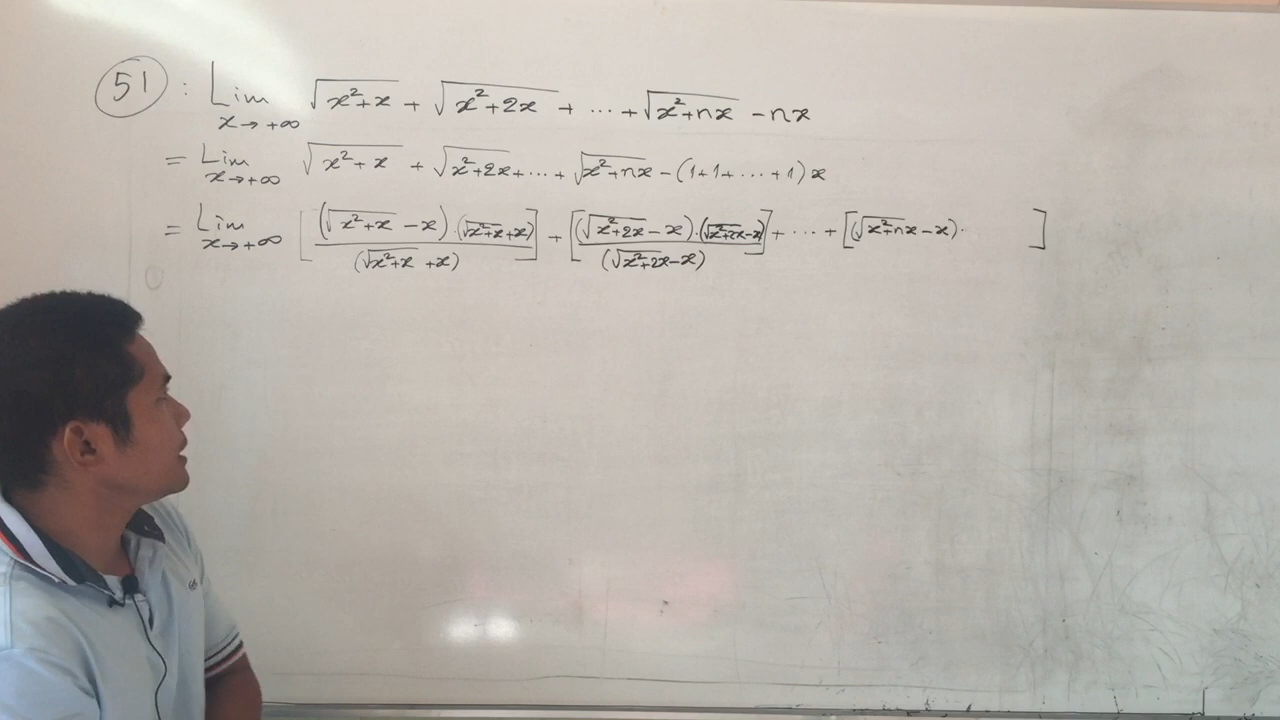 51 : Lim x→+∞ √(x²+x) + √(x²+2x) + ... + √(x²+nx) - nx
= Lim x→+∞ √(x²+x) + √(x²+2x) + ... + √(x²+nx) - (1+1+...+1)x
= Lim x→+∞ [(√(x²+x) - x)·(√(x²+x) + x) / (√(x²+x) + x)] + [(√(x²+2x) - x)·(√(x²+2x) - x) / (√(x²+2x) - x)] + ... + [(√(x²+nx) - x)· ]